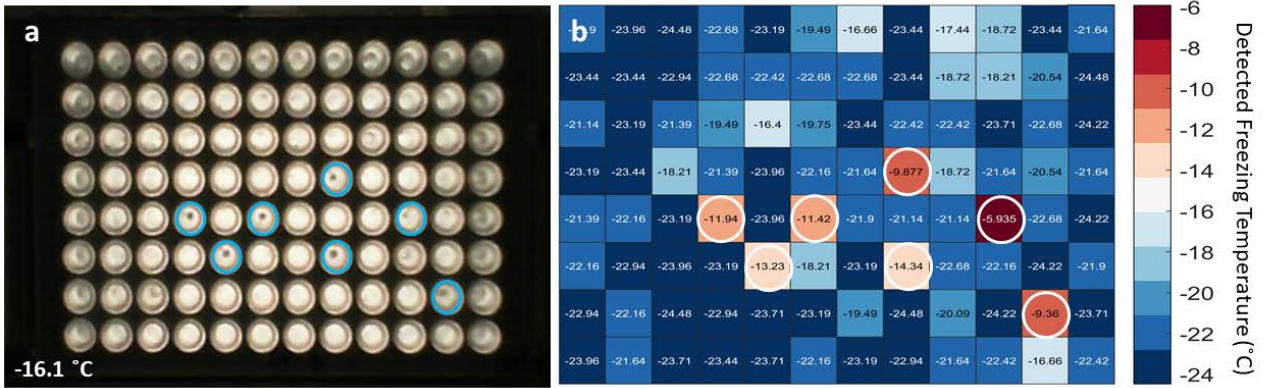 a
-16.1 ˚C
b
-23.96 -24.48 -22.68 -23.19 -19.49 -16.66 -23.44 -17.44 -18.72 -23.44 -21.64
-23.44 -23.44 -22.94 -22.68 -22.42 -22.68 -22.68 -23.44 -18.72 -18.21 -20.54 -24.48
-21.14 -23.19 -21.39 -19.49 -16.4 -19.75 -23.44 -22.42 -22.42 -23.71 -22.68 -24.22
-23.19 -23.44 -18.21 -21.39 -23.96 -22.16 -21.64 -9.877 -18.72 -21.64 -20.54 -21.64
-21.39 -22.16 -23.19 -11.94 -23.96 -11.42 -21.9 -21.14 -21.14 -5.935 -22.68 -24.22
-22.16 -22.94 -23.96 -23.19 -13.23 -18.21 -23.19 -14.34 -22.68 -22.16 -24.22 -21.9
-22.94 -22.16 -24.48 -22.94 -23.71 -23.19 -19.49 -24.48 -20.09 -24.22 -9.36 -23.71
-23.96 -21.64 -23.71 -23.44 -23.71 -22.16 -23.19 -22.94 -21.64 -22.42 -16.66 -22.42
-6
-8
-10
-12
-14
-16
-18
-20
-22
-24
Detected Freezing Temperature (˚C)